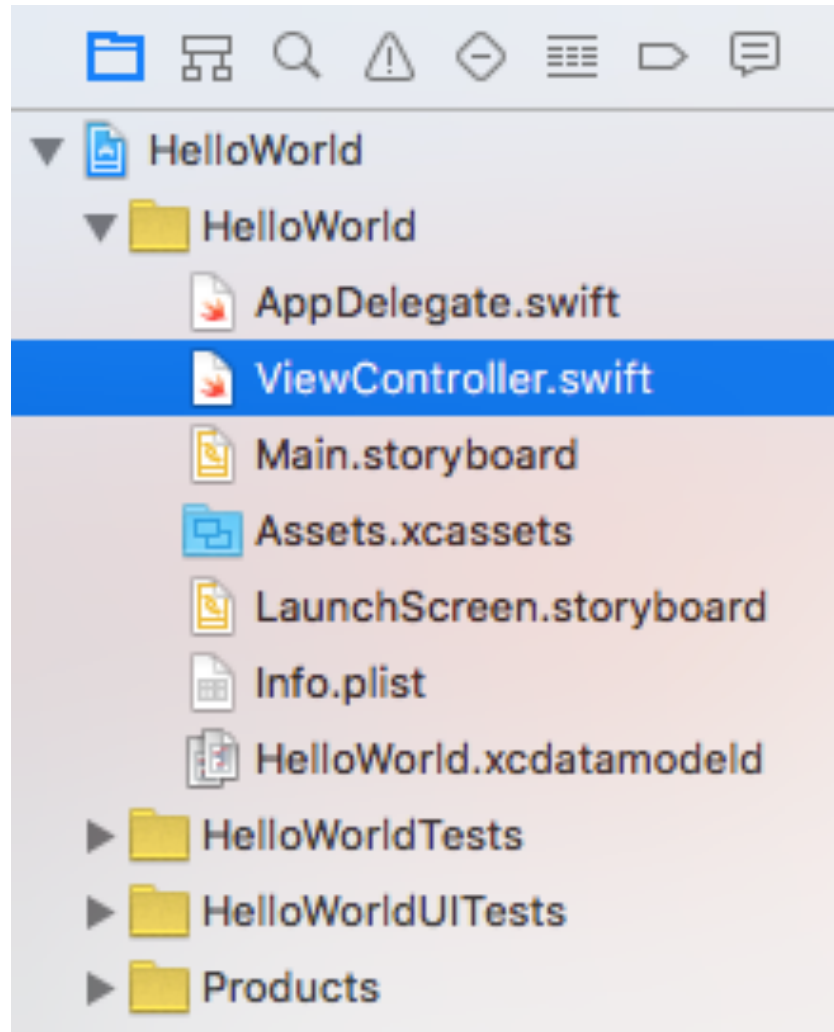 HelloWorld
HelloWorld
AppDelegate.swift
ViewController.swift
Main.storyboard
Assets.xcassets
LaunchScreen.storyboard
Info.plist
HelloWorld.xcdatamodeld
HelloWorldTests
HelloWorldUITests
Products